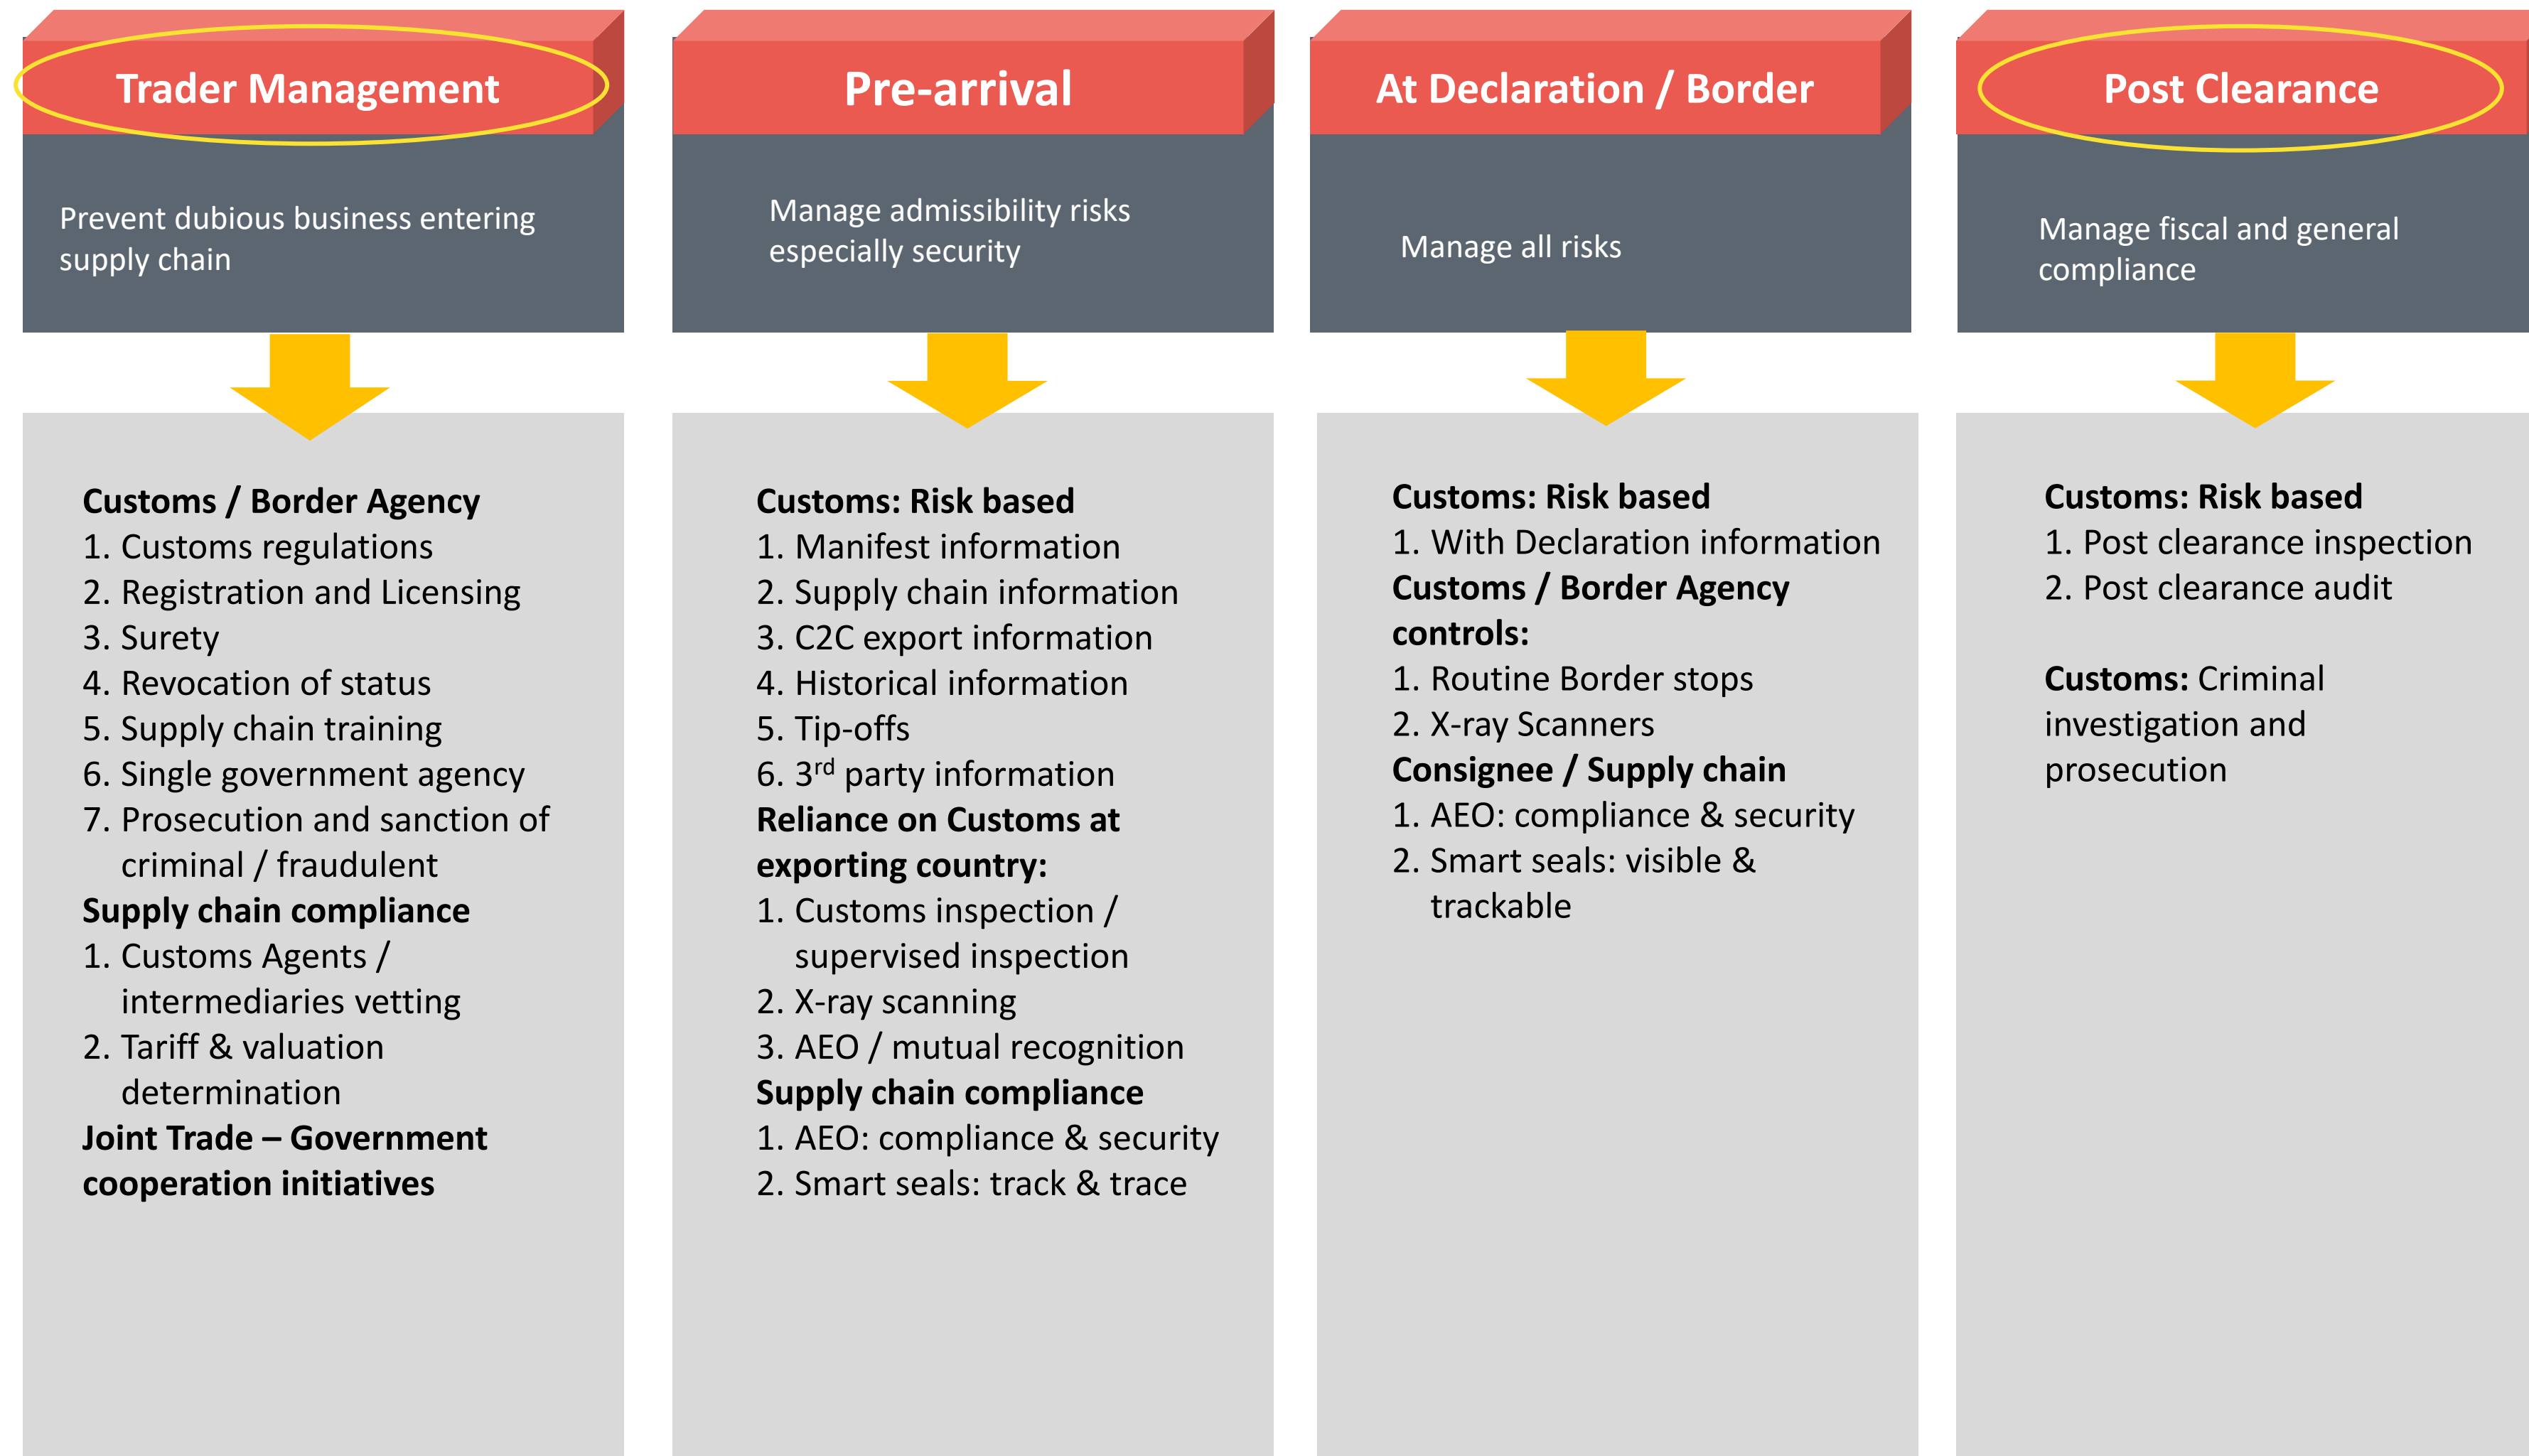 Trader Management
Prevent dubious business entering
supply chain
Customs / Border Agency
1. Customs regulations
2. Registration and Licensing
3. Surety
4. Revocation of status
5. Supply chain training
6. Single government agency
7. Prosecution and sanction of
criminal / fraudulent
Supply chain compliance
1. Customs Agents /
intermediaries vetting
2. Tariff & valuation
determination
Joint Trade – Government
cooperation initiatives
Pre-arrival
Manage admissibility risks
especially security
Customs: Risk based
1. Manifest information
2. Supply chain information
3. C2C export information
4. Historical information
5. Tip-offs
6. 3rd party information
Reliance on Customs at
exporting country:
1. Customs inspection /
supervised inspection
2. X-ray scanning
3. AEO / mutual recognition
Supply chain compliance
1. AEO: compliance & security
2. Smart seals: track & trace
At Declaration / Border
Manage all risks
Customs: Risk based
1. With Declaration information
Customs / Border Agency
controls:
1. Routine Border stops
2. X-ray Scanners
Consignee / Supply chain
1. AEO: compliance & security
2. Smart seals: visible &
trackable
Post Clearance
Manage fiscal and general
compliance
Customs: Risk based
1. Post clearance inspection
2. Post clearance audit
Customs: Criminal
investigation and
prosecution